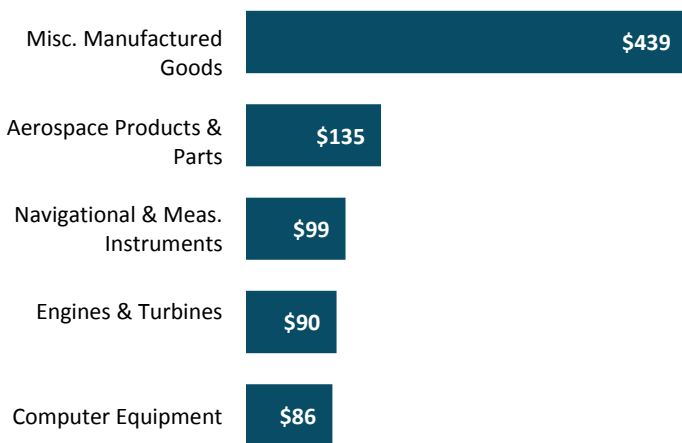 Misc. Manufactured
Goods
$439
Aerospace Products &
Parts
$135
Navigational & Meas.
Instruments
$99
Engines & Turbines
$90
Computer Equipment
$86